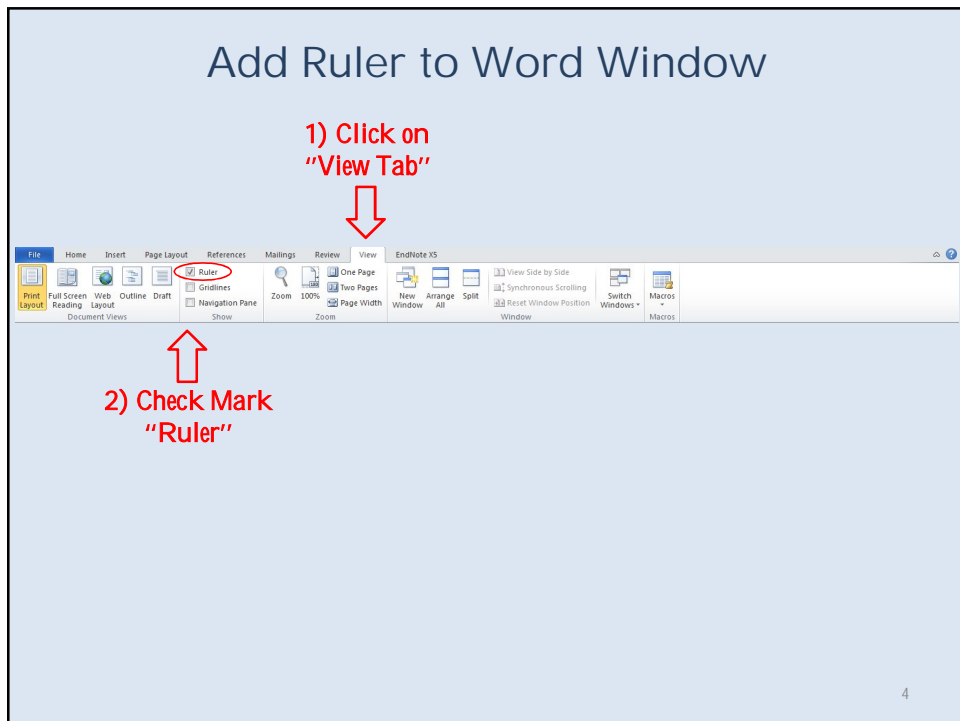 Add Ruler to Word Window
1) Click on
"View Tab"
File Home Insert Page Layout References Mailings Review View EndNote X5
Ruler One Page View Side by Side
Gridlines Two Pages Synchronous Scrolling
Print Full Screen Web Outline Draft Navigation Pane Zoom 100% Page Width New Arrange Split Reset Window Position Switch Macros
Layout Reading Layout Window All Windows
Document Views Show Zoom Window Macros
2) Check Mark
"Ruler"
4